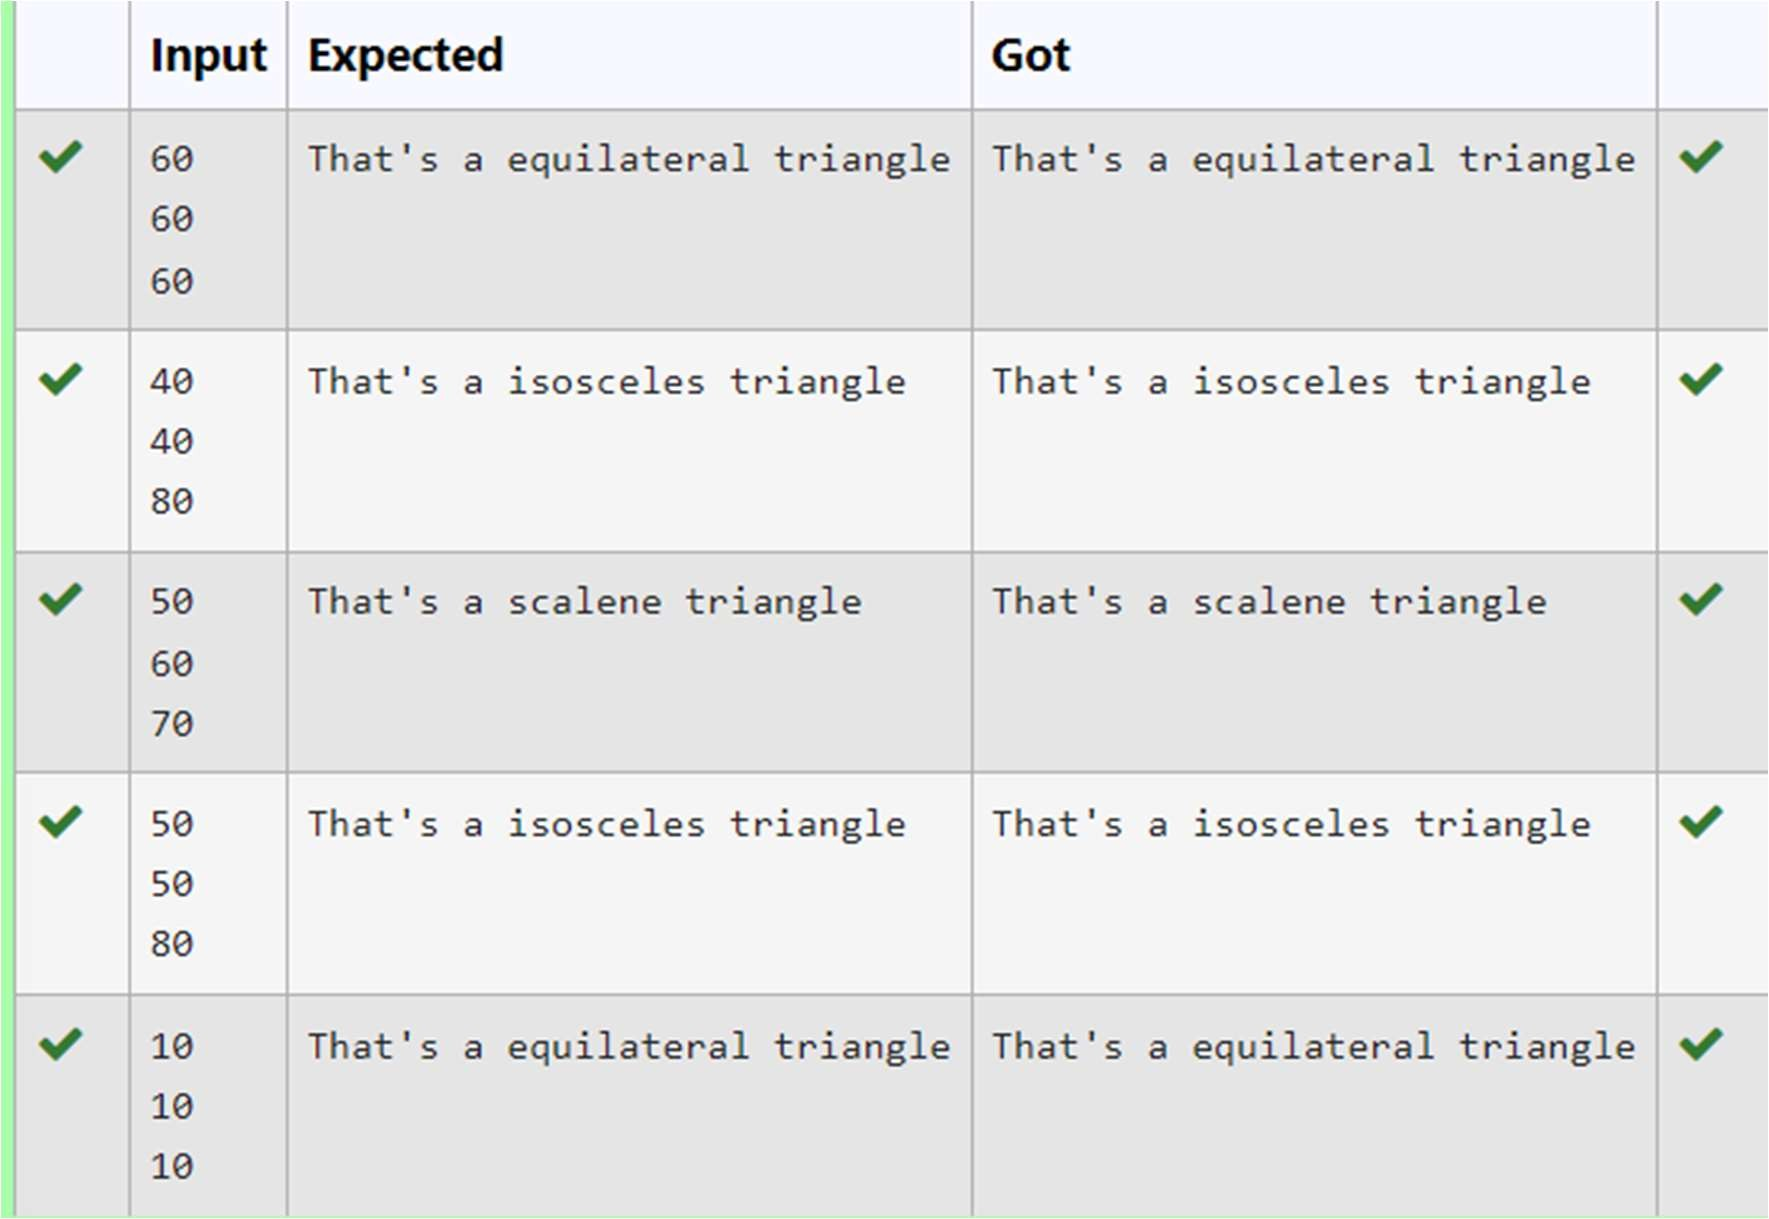 Input Expected Got
60 That's a equilateral triangle That's a equilateral triangle
60
60
40 That's a isosceles triangle That's a isosceles triangle
40
80
50 That's a scalene triangle That's a scalene triangle
60
70
50 That's a isosceles triangle That's a isosceles triangle
50
80
10 That's a equilateral triangle That's a equilateral triangle
10
10